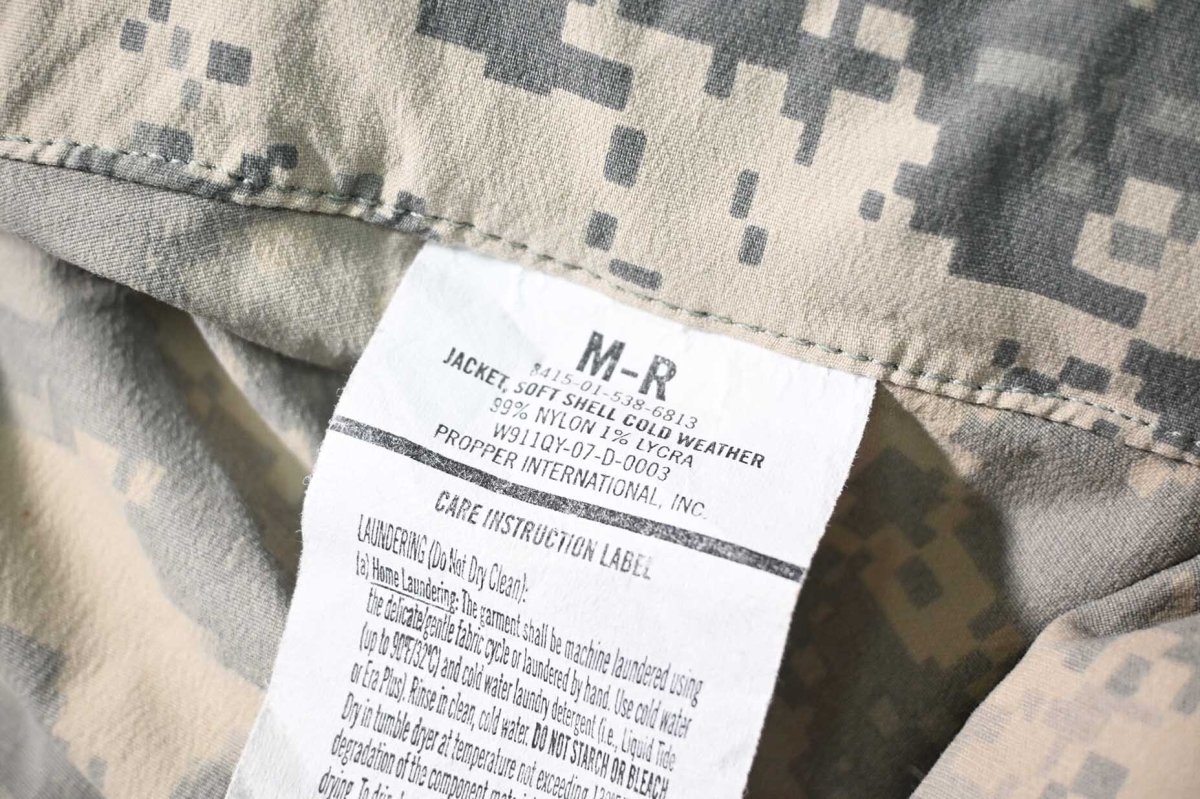 M-R
8415-01-538-6813
JACKET, SOFT SHELL COLD WEATHER
99% NYLON 1% LYCRA
W911QY-07-D-0003
PROPPER INTERNATIONAL, INC.
CARE INSTRUCTION LABEL
LAUNDERING (Do Not Dry Clean):
(a) Home Laundering: The garment shall be machine laundered using
the delicate/gentle fabric cycle or laundered by hand. Use cold water
(up to 90°F/32°C) and cold water laundry detergent (i.e., Liquid Tide
or Era Plus). Rinse in clean, cold water. DO NOT STARCH OR BLEACH
Dry in tumble dryer at temperature not exceeding
degradation of the component
drying. To